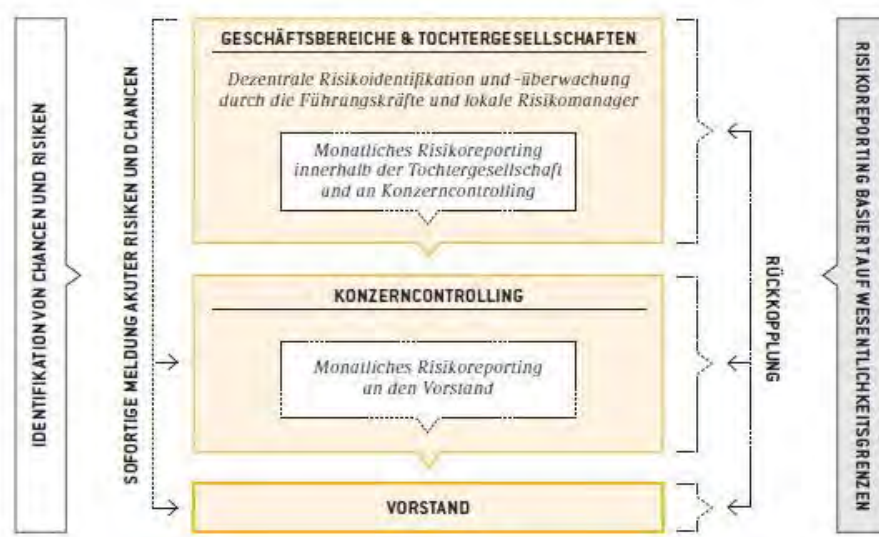 IDENTIFIKATION VON CHANCEN UND RISIKEN
SOFORTIGE MELDUNG AKUTER RISIKEN UND CHANCEN
GESCHÄFTSBEREICHE & TOCHTERGESELLSCHAFTEN
Dezentrale Risikoidentifikation und -überwachung
durch die Führungskräfte und lokale Risikomanager
Monatliches Risikoreporting
innerhalb der Tochtergesellschaft
und an Konzerncontrolling
KONZERNCONTROLLING
Monatliches Risikoreporting
an den Vorstand
VORSTAND
RÜCKKOPPLUNG
RISIKOREPORTING BASIERT AUF WESENTLICHKEITSGRENZEN